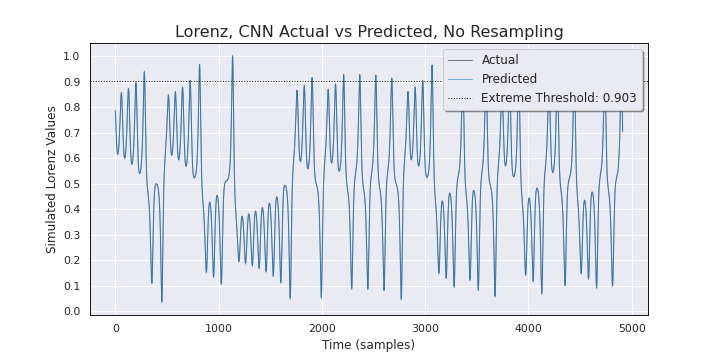 Lorenz, CNN Actual vs Predicted, No Resampling
Simulated Lorenz Values
1.0
0.9
0.8
0.7
0.6
0.5
0.4
0.3
0.2
0.1
0.0
Actual
Predicted
Extreme Threshold: 0.903
0 1000 2000 3000 4000 5000
Time (samples)